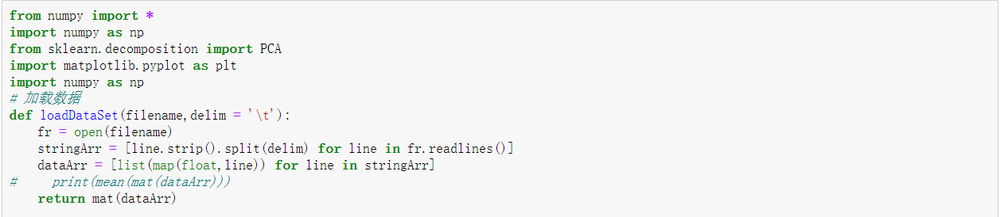 from numpy import *
import numpy as np
from sklearn.decomposition import PCA
import matplotlib.pyplot as plt
import numpy as np
# 加载数据
def loadDataSet(filename,delim = '\t'):
    fr = open(filename)
    stringArr = [line.strip().split(delim) for line in fr.readlines()]
    dataArr = [list(map(float,line)) for line in stringArr]
#     print(mean(mat(dataArr)))
    return mat(dataArr)